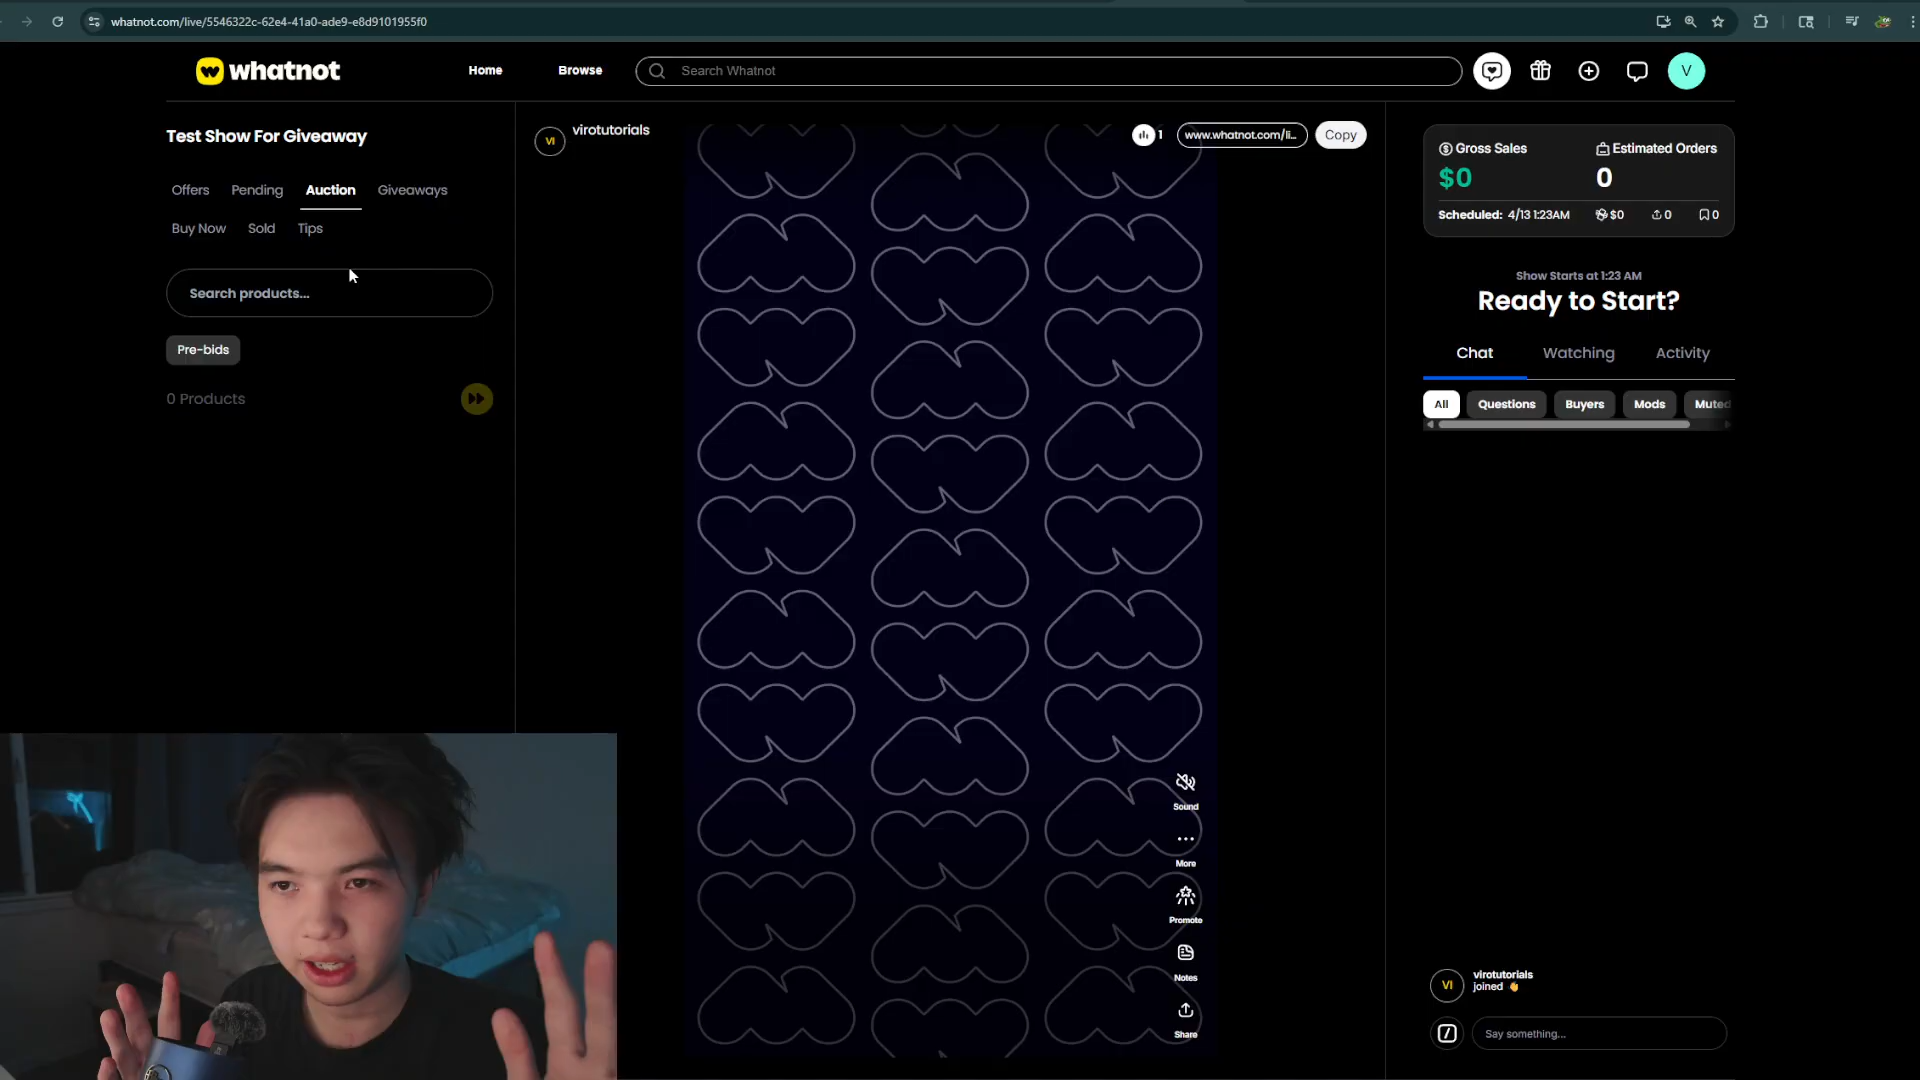 whatnot.com/live/5546322c-62e4-41a0-ade9-e8d9101955f0
whatnot
Home
Browse
Search Whatnot
V
Test Show For Giveaway
Offers
Pending
Auction
Giveaways
Buy Now
Sold
Tips
Search products...
Pre-bids
0 Products
VI
virotutorials
1
www.whatnot.com/li...
Copy
Sound
More
Promote
Notes
Share
Gross Sales
Estimated Orders
$0
0
Scheduled: 4/13 1:23AM
$0
0
0
Show Starts at 1:23 AM
Ready to Start?
Chat
Watching
Activity
All
Questions
Buyers
Mods
Muted
VI
virotutorials
joined 👋
Say something...